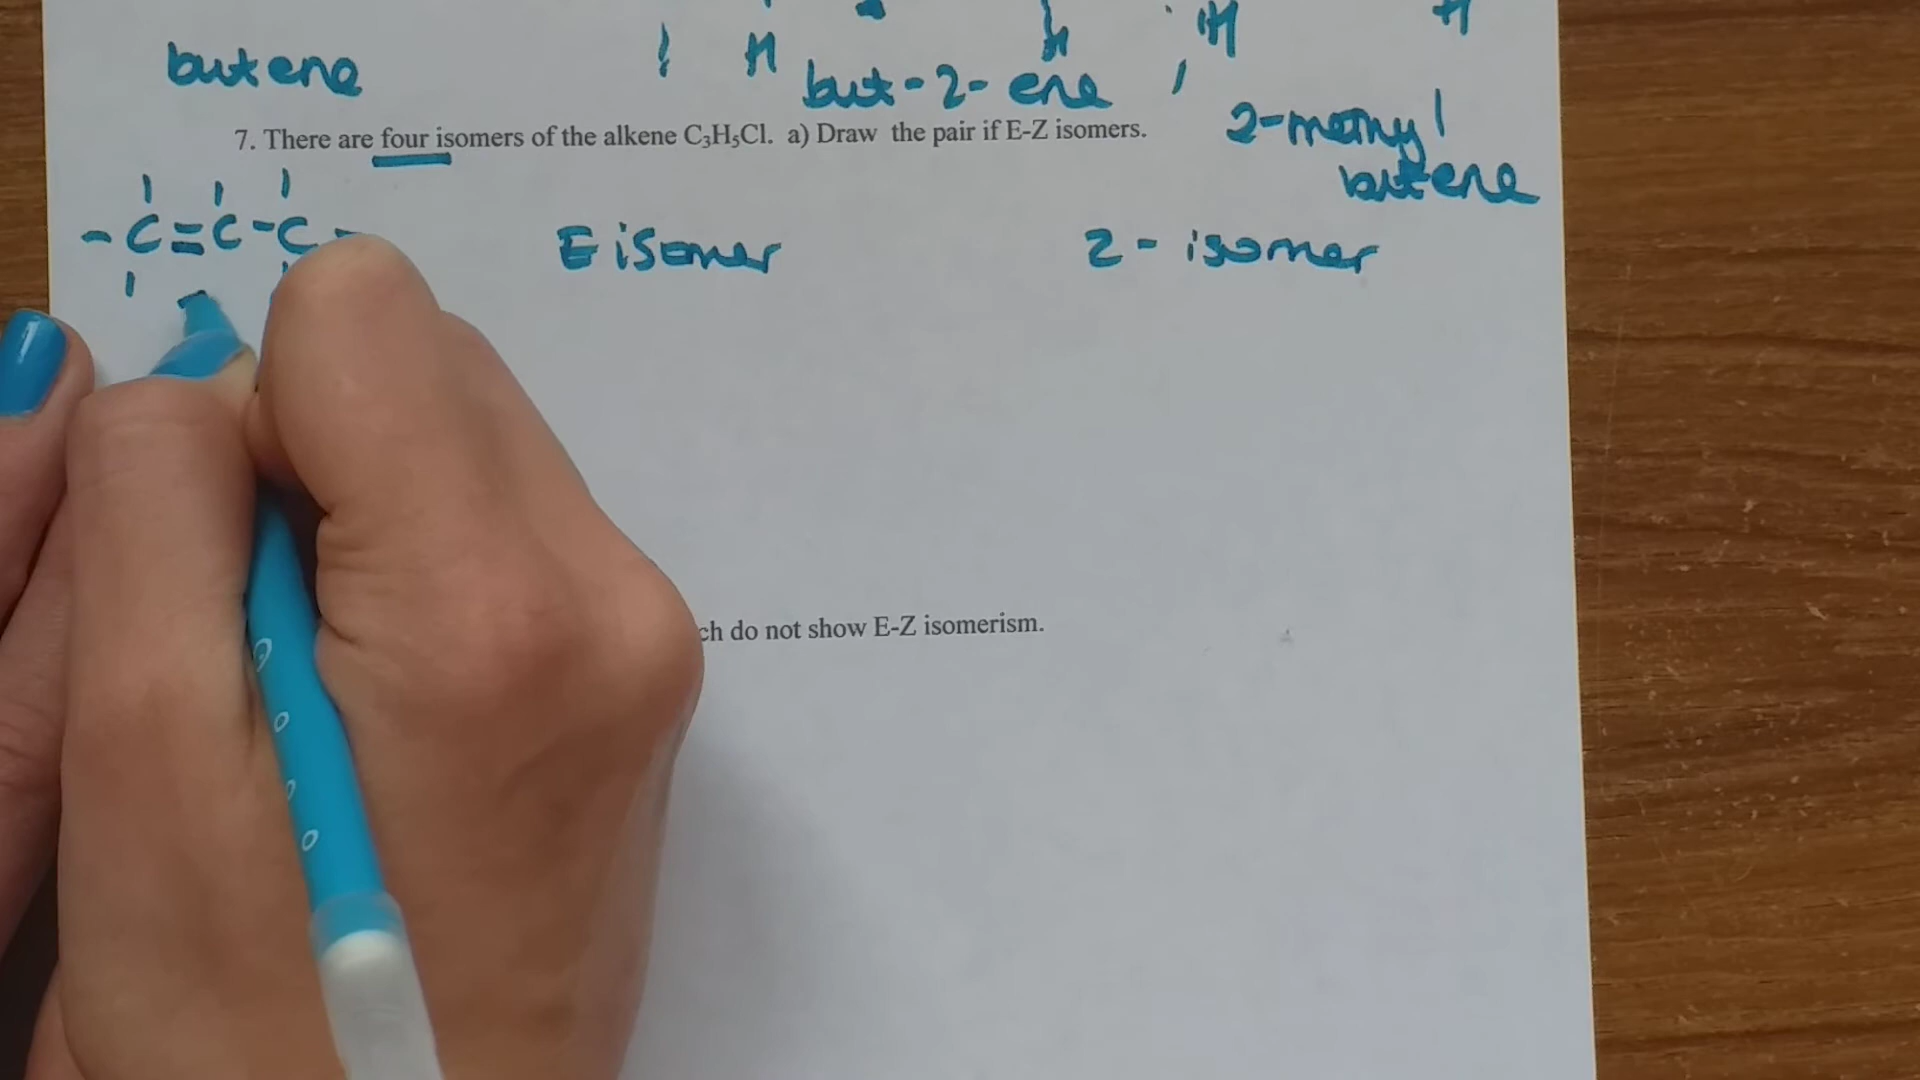 butene
H
H
H
H
but-2-ene
2-methyl
butene
7. There are four isomers of the alkene C₃H₅Cl. a) Draw the pair if E-Z isomers.
-C=C-C-
E isomer
Z - isomer
do not show E-Z isomerism.